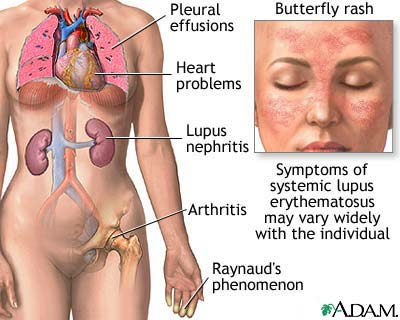 Pleural
effusions
Heart
problems
Lupus
nephritis
Arthritis
Raynaud's
phenomenon
Butterfly rash
Symptoms of
systemic lupus
erythematosus
may vary widely
with the individual
A.D.A.M.